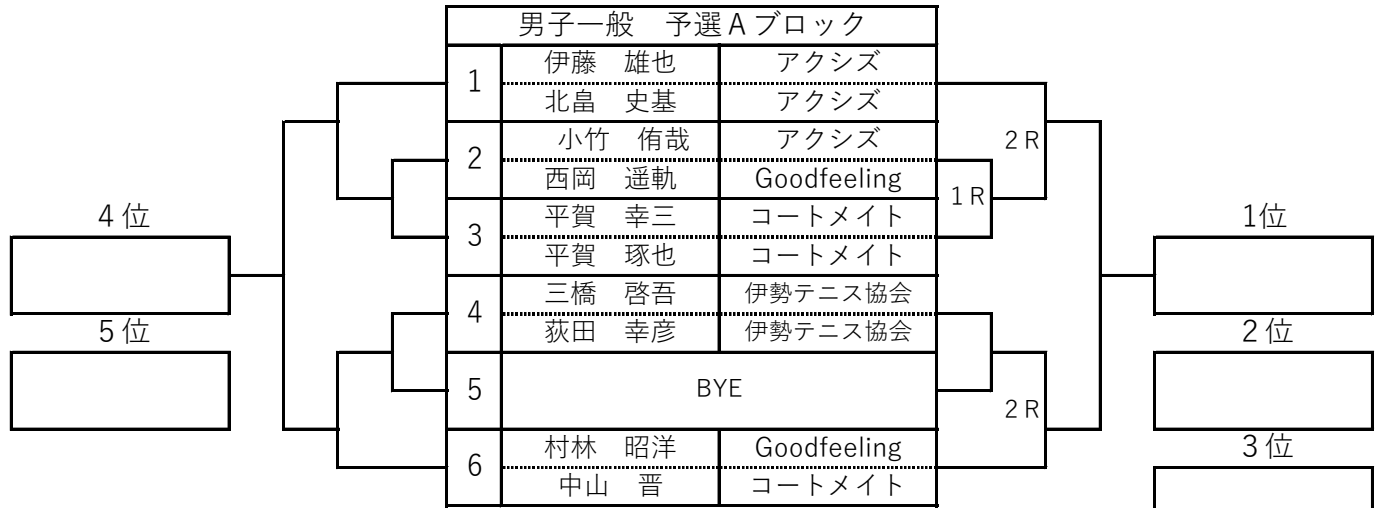 男子一般　予選Aブロック
1
伊藤　雄也　アクシズ
北畠　史基　アクシズ
2
小竹　侑哉　アクシズ
西岡　遥軌　Goodfeeling
3
平賀　幸三　コートメイト
平賀　琢也　コートメイト
4
三橋　啓吾　伊勢テニス協会
荻田　幸彦　伊勢テニス協会
5
BYE
6
村林　昭洋　Goodfeeling
中山　晋　コートメイト
1R
2R
2R
4位
5位
1位
2位
3位